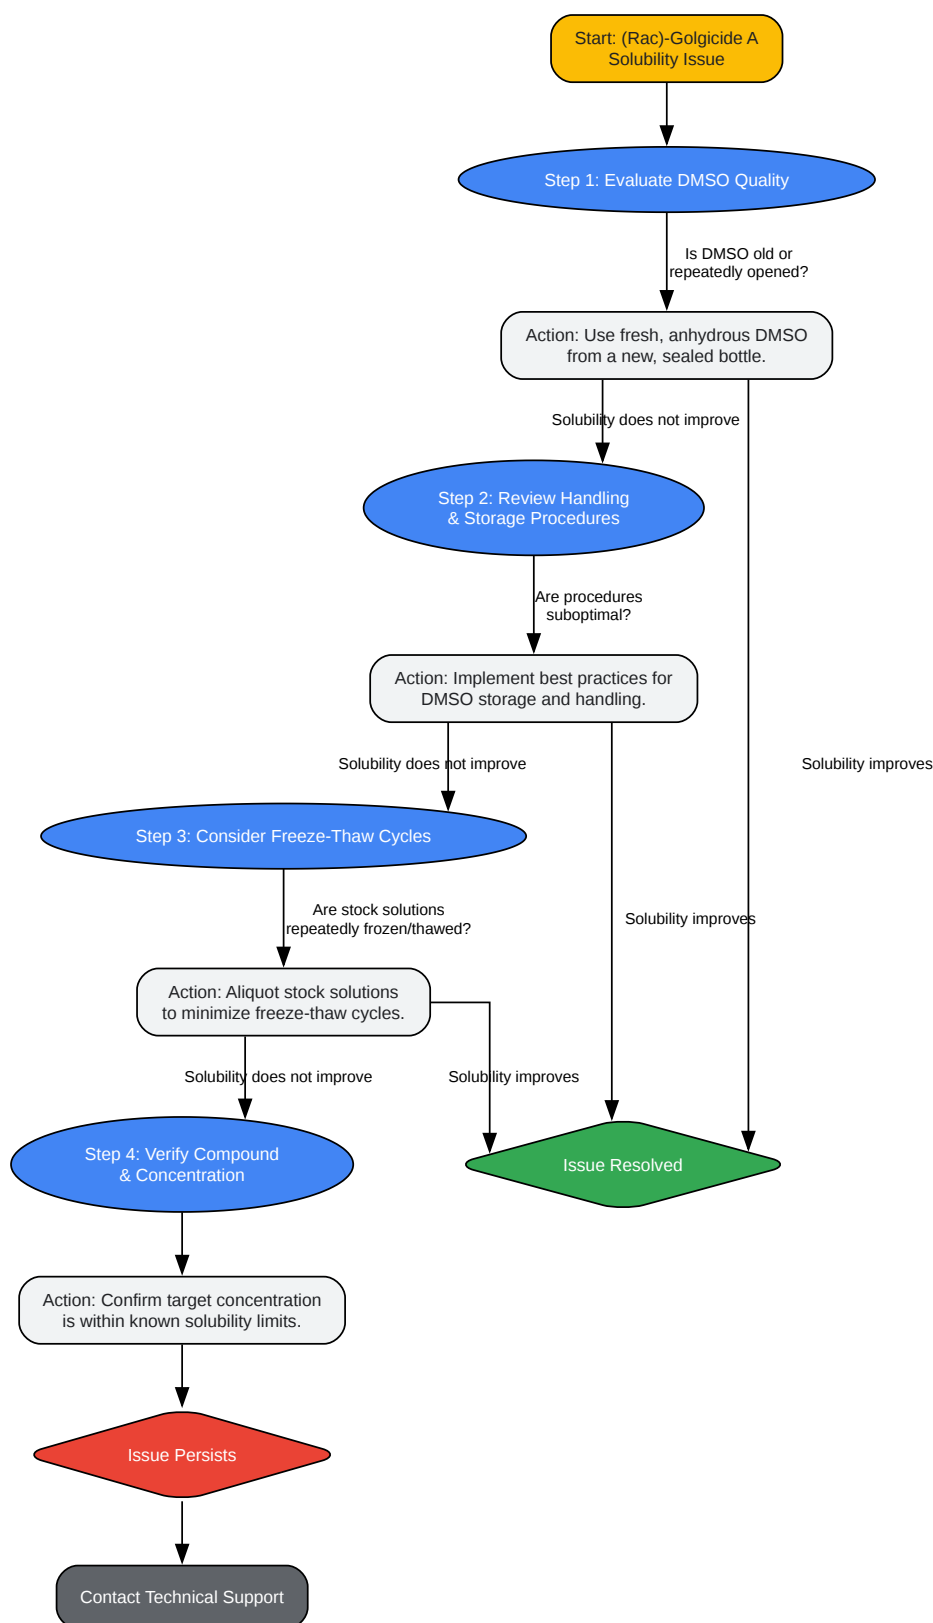 Start: (Rac)-Golgicide A
Solubility Issue
Step 1: Evaluate DMSO Quality
Is DMSO old or
repeatedly opened?
Action: Use fresh, anhydrous DMSO
from a new, sealed bottle.
Solubility does not improve
Step 2: Review Handling
& Storage Procedures
Are procedures
suboptimal?
Action: Implement best practices for
DMSO storage and handling.
Solubility does not improve
Solubility improves
Step 3: Consider Freeze-Thaw Cycles
Are stock solutions
repeatedly frozen/thawed?
Solubility improves
Action: Aliquot stock solutions
to minimize freeze-thaw cycles.
Solubility does not improve
Solubility improves
Step 4: Verify Compound
& Concentration
Issue Resolved
Action: Confirm target concentration
is within known solubility limits.
Issue Persists
Contact Technical Support